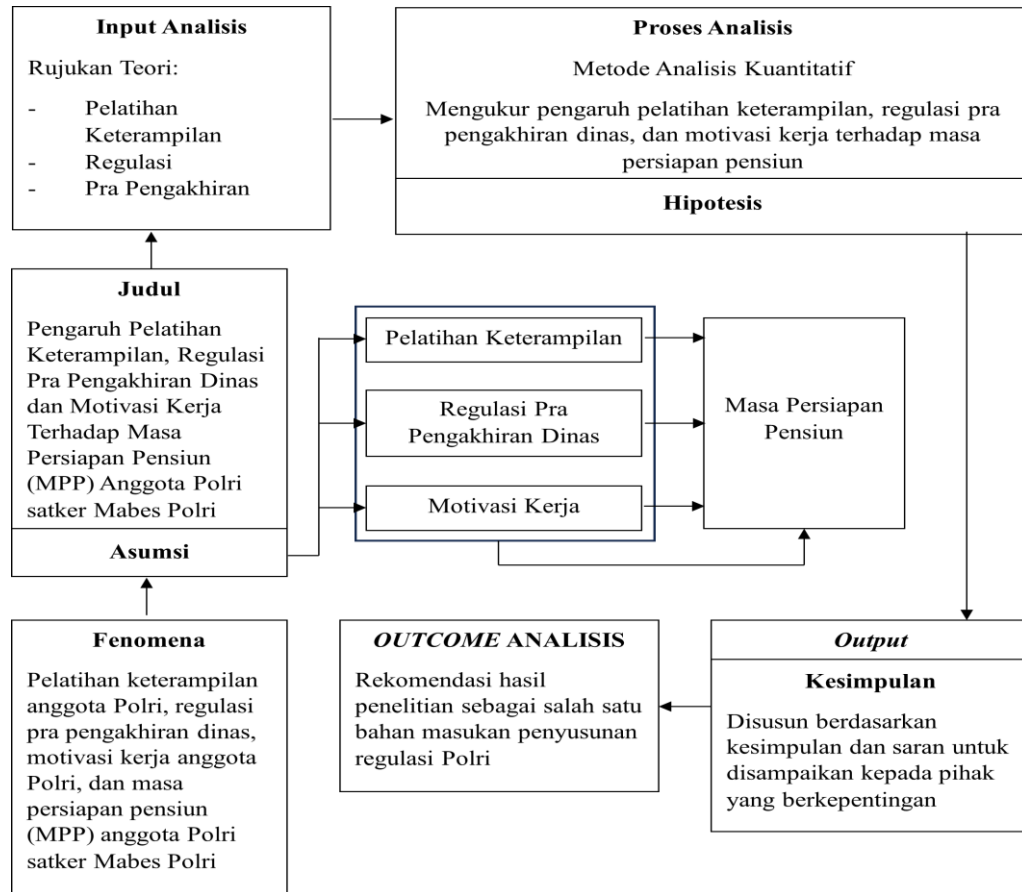 Input Analisis
Rujukan Teori:
- Pelatihan
Keterampilan
- Regulasi
- Pra Pengakhiran
Proses Analisis
Metode Analisis Kuantitatif
Mengukur pengaruh pelatihan keterampilan, regulasi pra
pengakhiran dinas, dan motivasi kerja terhadap masa
persiapan pensiun
Hipotesis
Judul
Pengaruh Pelatihan
Keterampilan, Regulasi
Pra Pengakhiran Dinas
dan Motivasi Kerja
Terhadap Masa
Persiapan Pensiun
(MPP) Anggota Polri
satker Mabes Polri
Asumsi
Pelatihan Keterampilan
Regulasi Pra
Pengakhiran Dinas
Motivasi Kerja
Masa Persiapan
Pensiun
Fenomena
Pelatihan keterampilan
anggota Polri, regulasi
pra pengakhiran dinas,
motivasi kerja anggota
Polri, dan masa
persiapan pensiun
(MPP) anggota Polri
satker Mabes Polri
OUTCOME ANALISIS
Rekomendasi hasil
penelitian sebagai salah satu
bahan masukan penyusunan
regulasi Polri
Output
Kesimpulan
Disusun berdasarkan
kesimpulan dan saran untuk
disampaikan kepada pihak
yang berkepentingan